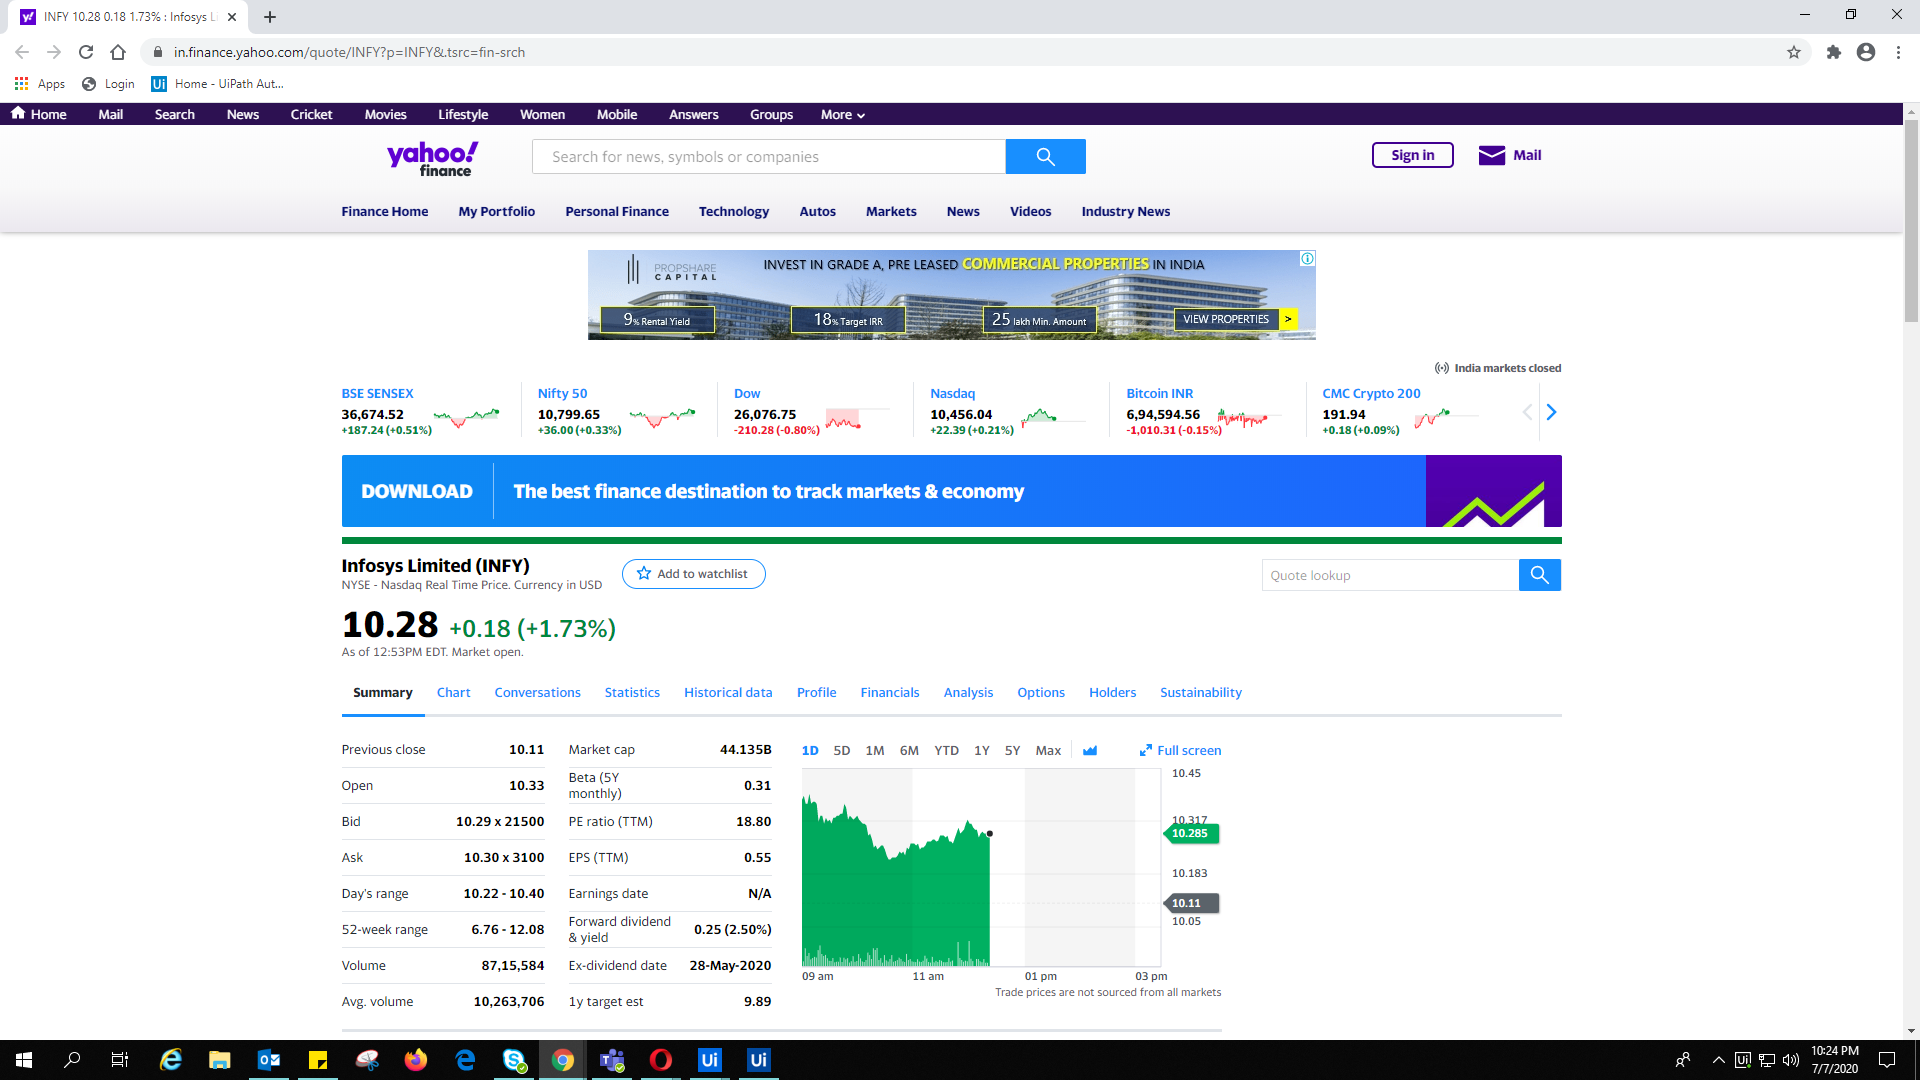 INFY 10.28 0.18 1.73% : Infosys L
in.finance.yahoo.com/quote/INFY?p=INFY&.tsrc=fin-srch
Apps Login Ui Home - UiPath Aut...
Home Mail Search News Cricket Movies Lifestyle Women Mobile Answers Groups More
yahoo!
finance
Search for news, symbols or companies
Sign in
Mail
Finance Home My Portfolio Personal Finance Technology Autos Markets News Videos Industry News
PROPSHARE
CAPITAL
INVEST IN GRADE A, PRE LEASED COMMERCIAL PROPERTIES IN INDIA
9% Rental Yield 18% Target IRR 25 lakh Min. Amount VIEW PROPERTIES >
India markets closed
BSE SENSEX Nifty 50 Dow Nasdaq Bitcoin INR CMC Crypto 200
36,674.52 10,799.65 26,076.75 10,456.04 6,94,594.56 191.94
+187.24 (+0.51%) +36.00 (+0.33%) -210.28 (-0.80%) +22.39 (+0.21%) -1,010.31 (-0.15%) +0.18 (+0.09%)
DOWNLOAD The best finance destination to track markets & economy
Infosys Limited (INFY)
NYSE - Nasdaq Real Time Price. Currency in USD
Add to watchlist
Quote lookup
10.28 +0.18 (+1.73%)
As of 12:53PM EDT. Market open.
Summary Chart Conversations Statistics Historical data Profile Financials Analysis Options Holders Sustainability
Previous close 10.11
Open 10.33
Bid 10.29 x 21500
Ask 10.30 x 3100
Day's range 10.22 - 10.40
52-week range 6.76 - 12.08
Volume 87,15,584
Avg. volume 10,263,706
Market cap 44.135B
Beta (5Y
monthly) 0.31
PE ratio (TTM) 18.80
EPS (TTM) 0.55
Earnings date N/A
Forward dividend
& yield 0.25 (2.50%)
Ex-dividend date 28-May-2020
1y target est 9.89
1D 5D 1M 6M YTD 1Y 5Y Max Full screen
10.45
10.317
10.285
10.183
10.11
10.05
09 am 11 am 01 pm 03 pm
Trade prices are not sourced from all markets
Ui Ui
Ui
10:24 PM
7/7/2020